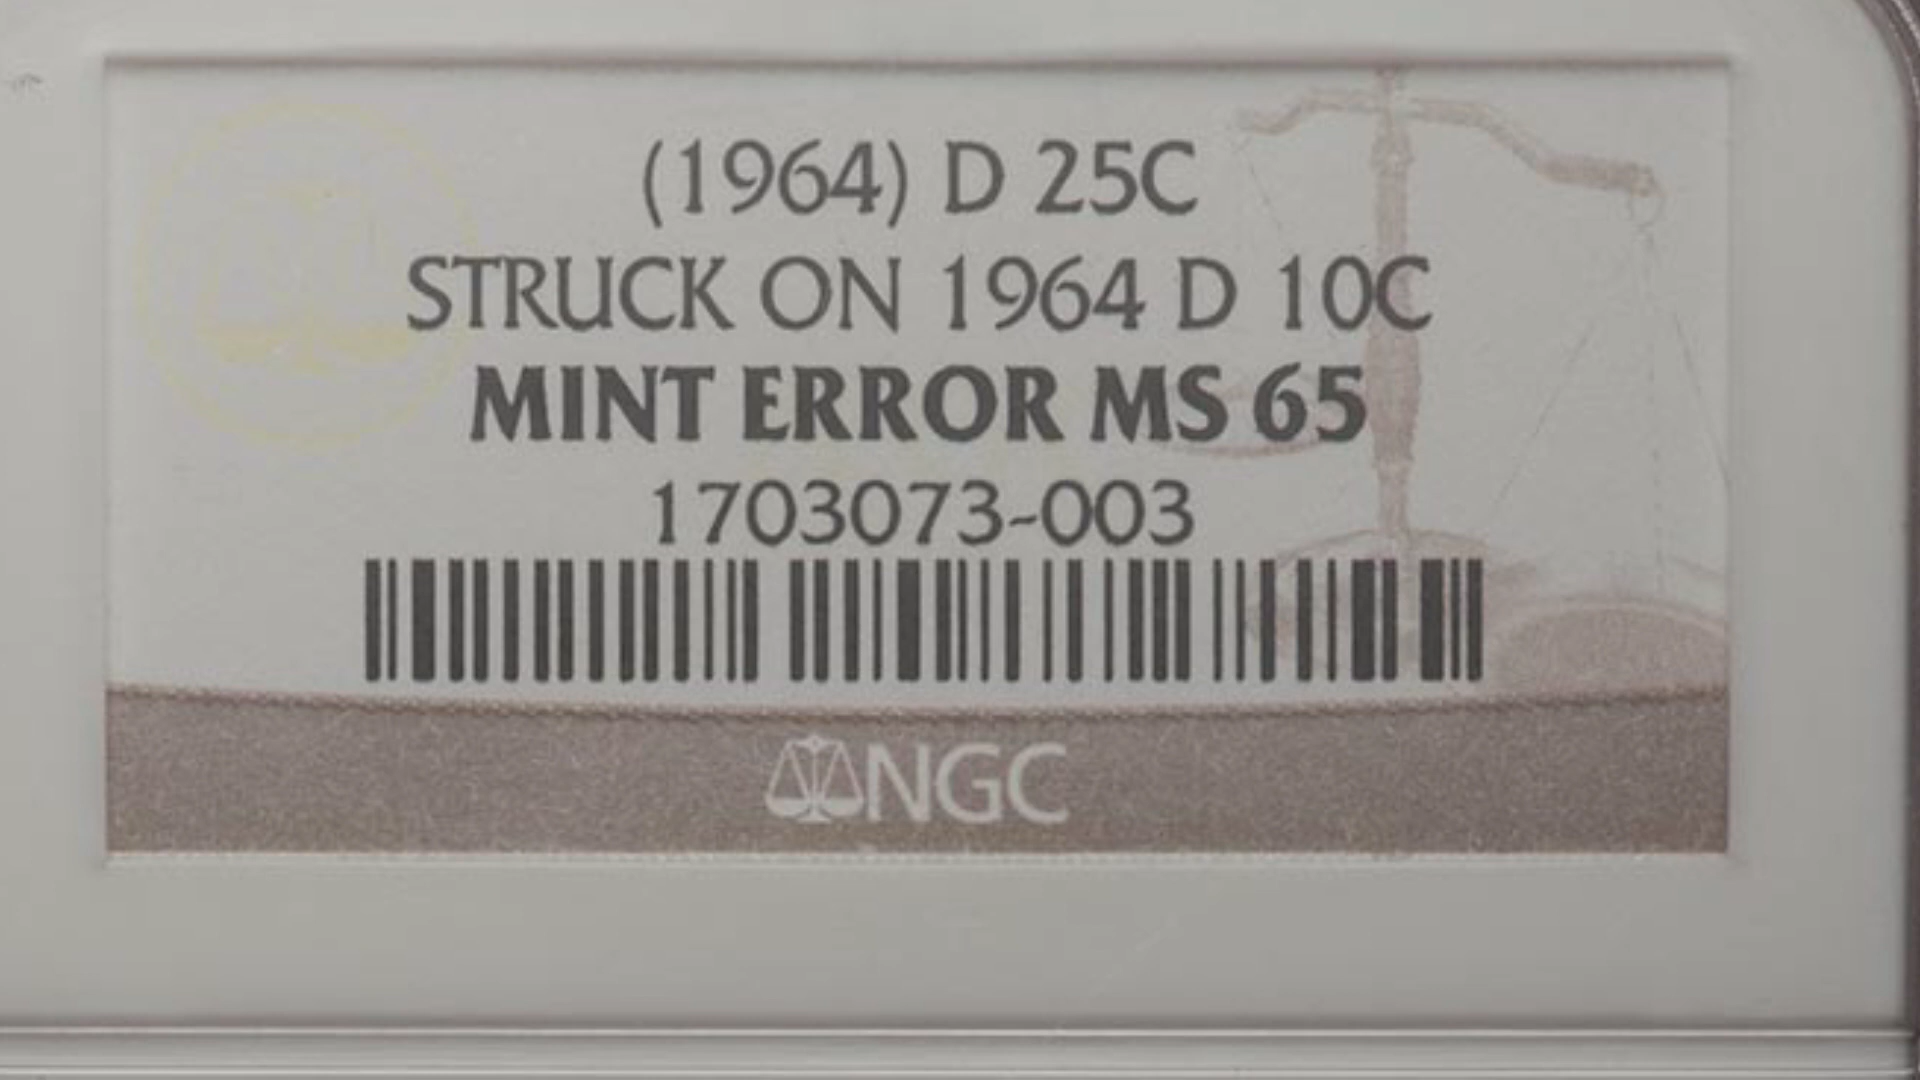 (1964) D 25C
STRUCK ON 1964 D 10C
MINT ERROR MS 65
1703073-003
NGC